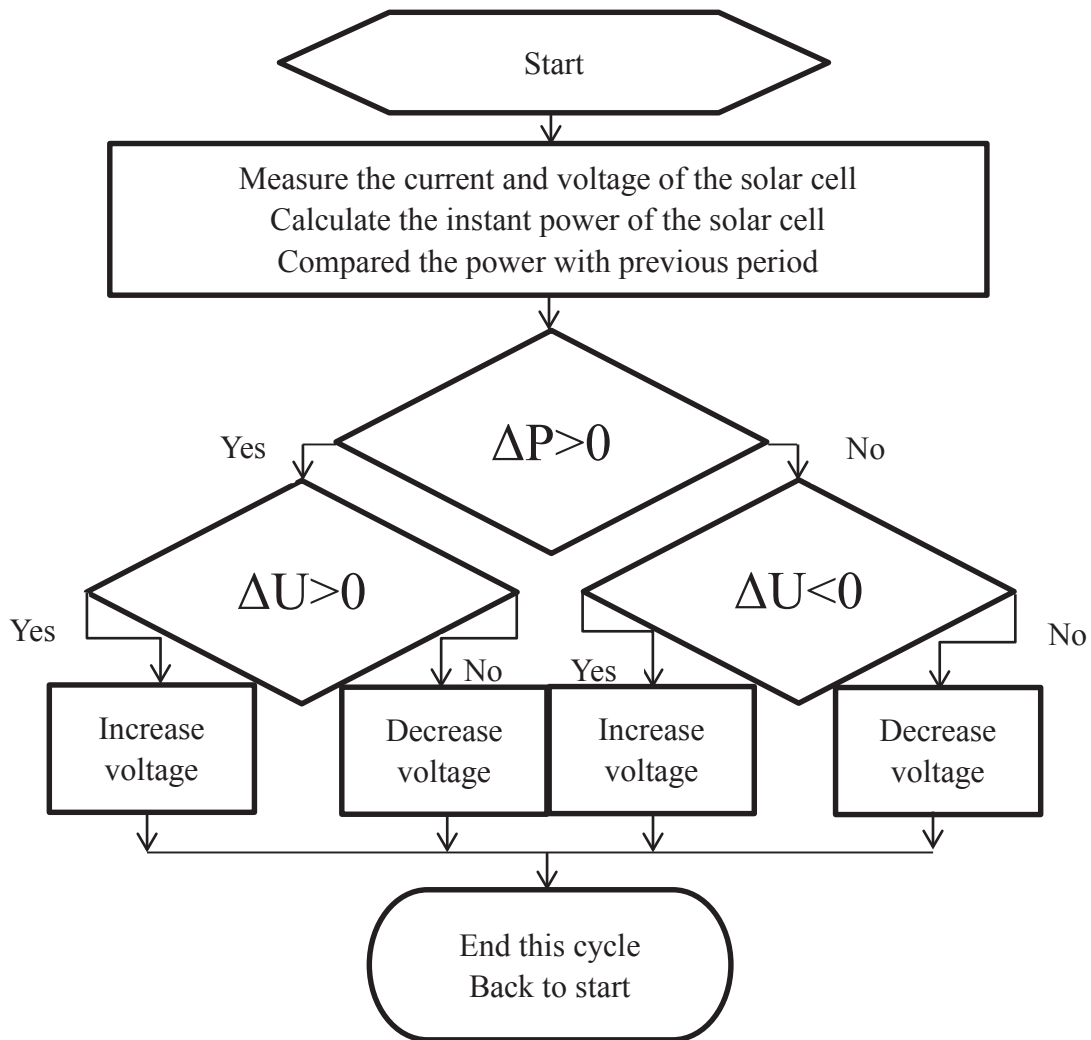 Start
Measure the current and voltage of the solar cell
Calculate the instant power of the solar cell
Compared the power with previous period
ΔP>0
Yes
No
ΔU>0
ΔU<0
Yes
No
Yes
No
Increase
voltage
Decrease
voltage
Increase
voltage
Decrease
voltage
End this cycle
Back to start